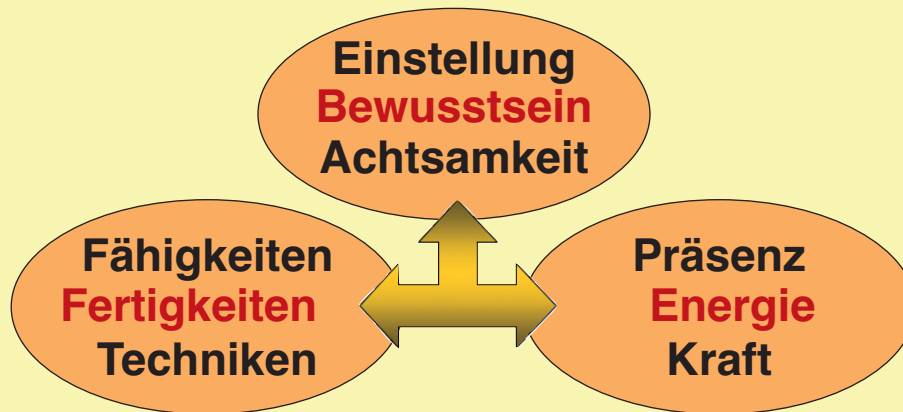 Einstellung
Bewusstsein
Achtsamkeit
Fähigkeiten
Fertigkeiten
Techniken
Präsenz
Energie
Kraft